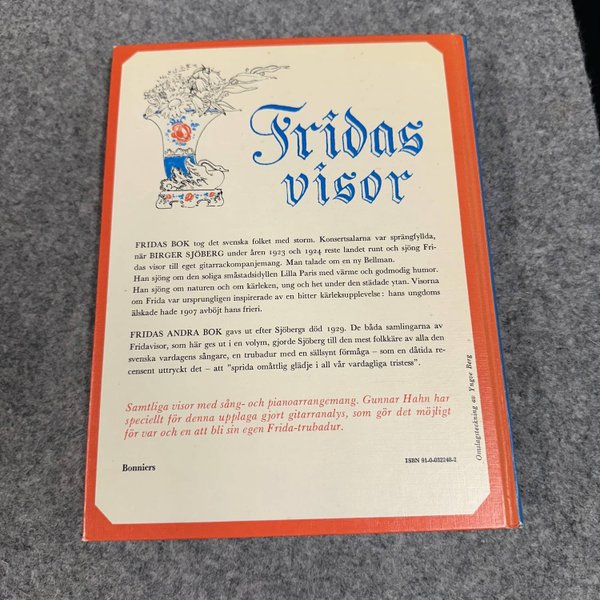 Fridas
visor
FRIDAS BOK tog det svenska folket med storm. Konsertsalarna var sprängfyllda,
när BIRGER SJÖBERG under åren 1923 och 1924 reste landet runt och sjöng Fri-
das visor till eget gitarrackompanjemang. Man talade om en ny Bellman.
Han sjöng om den soliga småstadsidyllen Lilla Paris med värme och godmodig humor.
Han sjöng om naturen och om kärleken, ung och het under den städade ytan. Visorna
om Frida var ursprungligen inspirerade av en bitter kärleksupplevelse: hans ungdoms
älskade hade 1907 avböjt hans frieri.
FRIDAS ANDRA BOK gavs ut efter Sjöbergs död 1929. De båda samlingarna av
Fridavisor, som här ges ut i en volym, gjorde Sjöberg till den mest folkkäre av alla den
svenska vardagens sångare, en trubadur med en sällsynt förmåga – som en dåtida re-
censent uttryckt det – att "sprida omåttlig glädje i all vår vardagliga tristess".
Samtliga visor med sång- och pianoarrangemang. Gunnar Hahn har
speciellt för denna upplaga gjort gitarranalys, som gör det möjligt
för var och en att bli sin egen Frida-trubadur.
Bonniers
ISBN 91-0-032248-2
Omslagsteckning av Yngve Berg